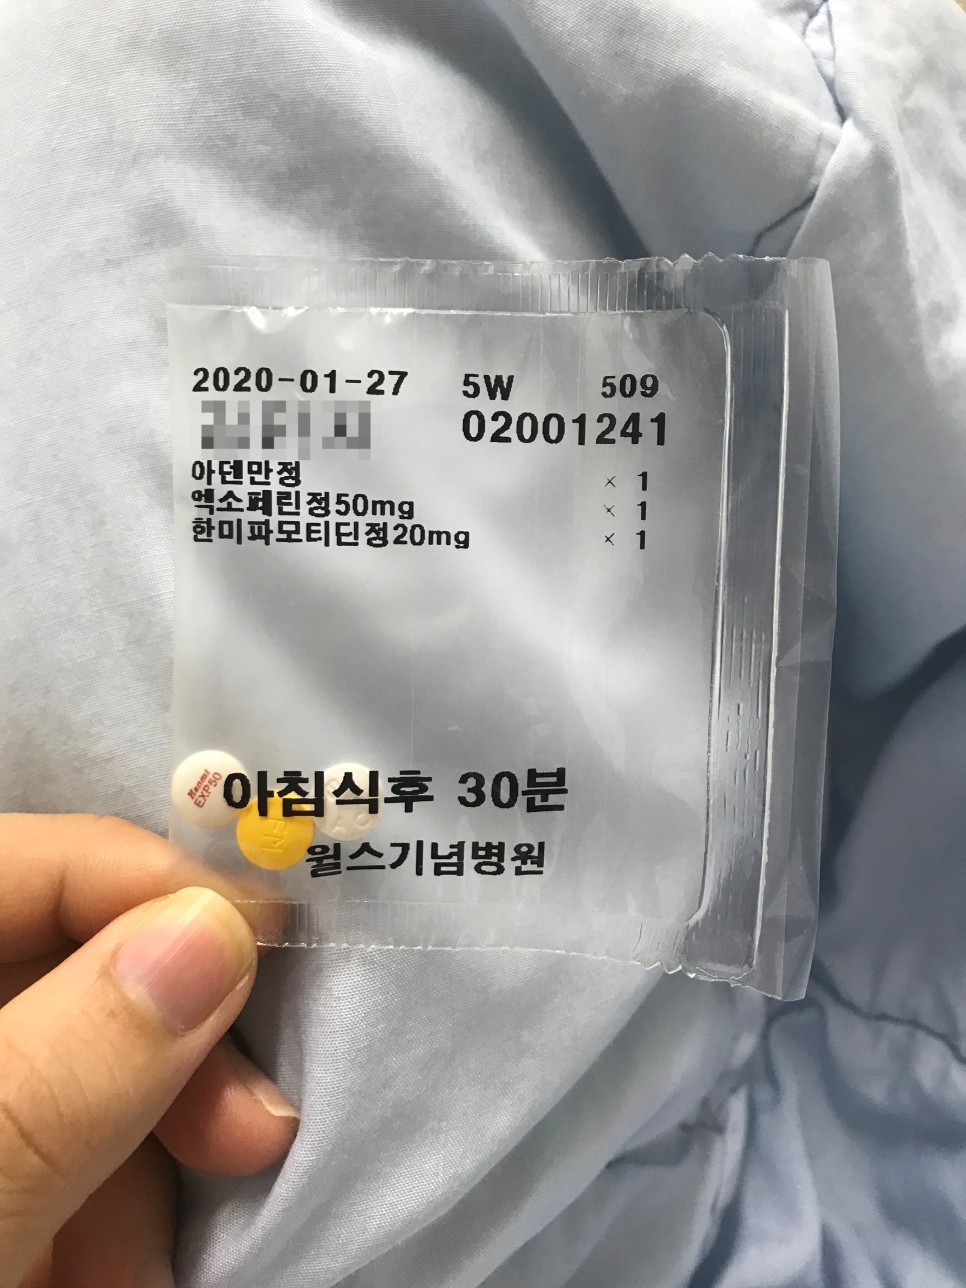 2020-01-27 5W 509
02001241
아덴만정 × 1
엑소페린정50mg × 1
한미파모티딘정20mg × 1
Hanmi
EXP50
아침식후 30분
윌스기념병원